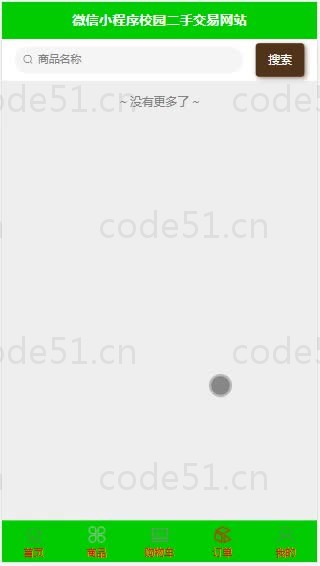 微信小程序校园二手交易网站
商品名称
搜索
~ 没有更多了 ~
code51.cn
code51.cn
code51.cn
code51.cn
code51.cn
code51.cn
首页
商品
购物车
订单
我的